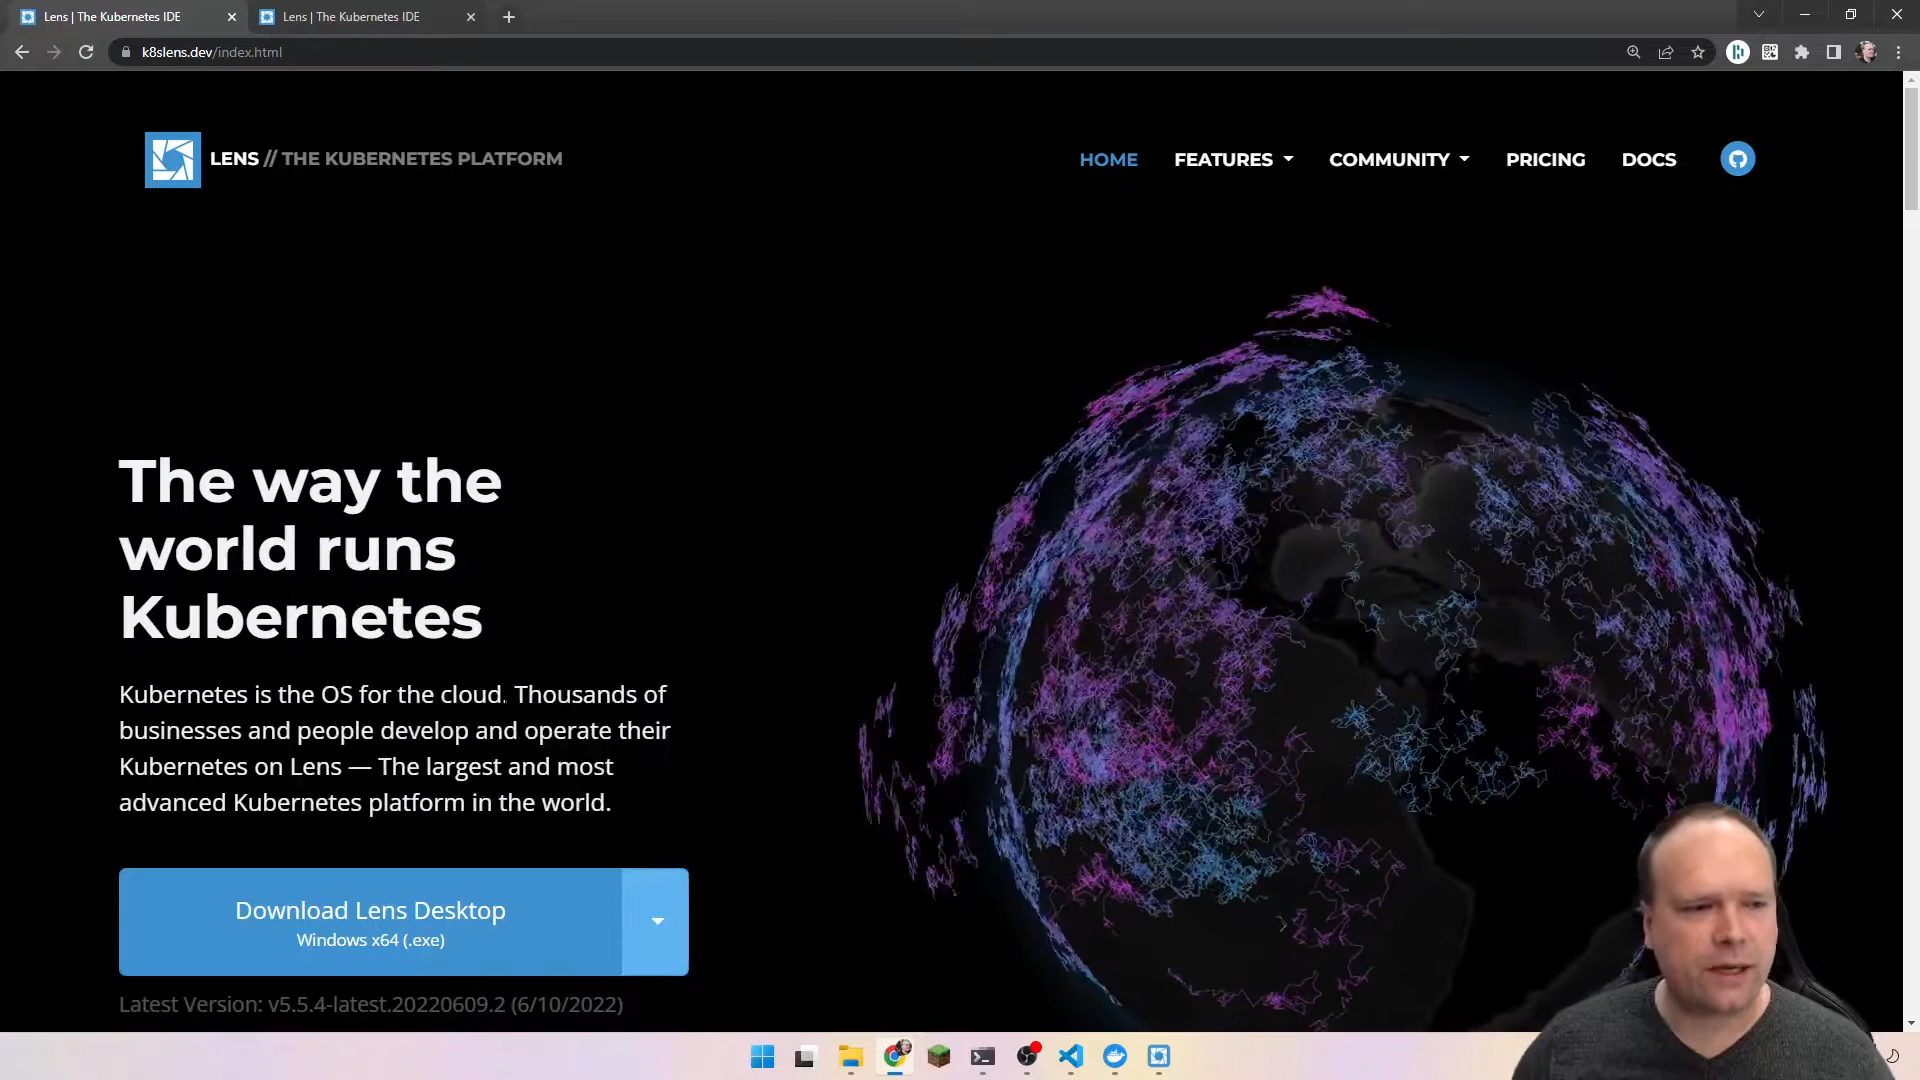 Lens | The Kubernetes IDE
Lens | The Kubernetes IDE
k8slens.dev/index.html
LENS // THE KUBERNETES PLATFORM
HOME
FEATURES
COMMUNITY
PRICING
DOCS
The way the
world runs
Kubernetes
Kubernetes is the OS for the cloud. Thousands of
businesses and people develop and operate their
Kubernetes on Lens — The largest and most
advanced Kubernetes platform in the world.
Download Lens Desktop
Windows x64 (.exe)
Latest Version: v5.5.4-latest.20220609.2 (6/10/2022)